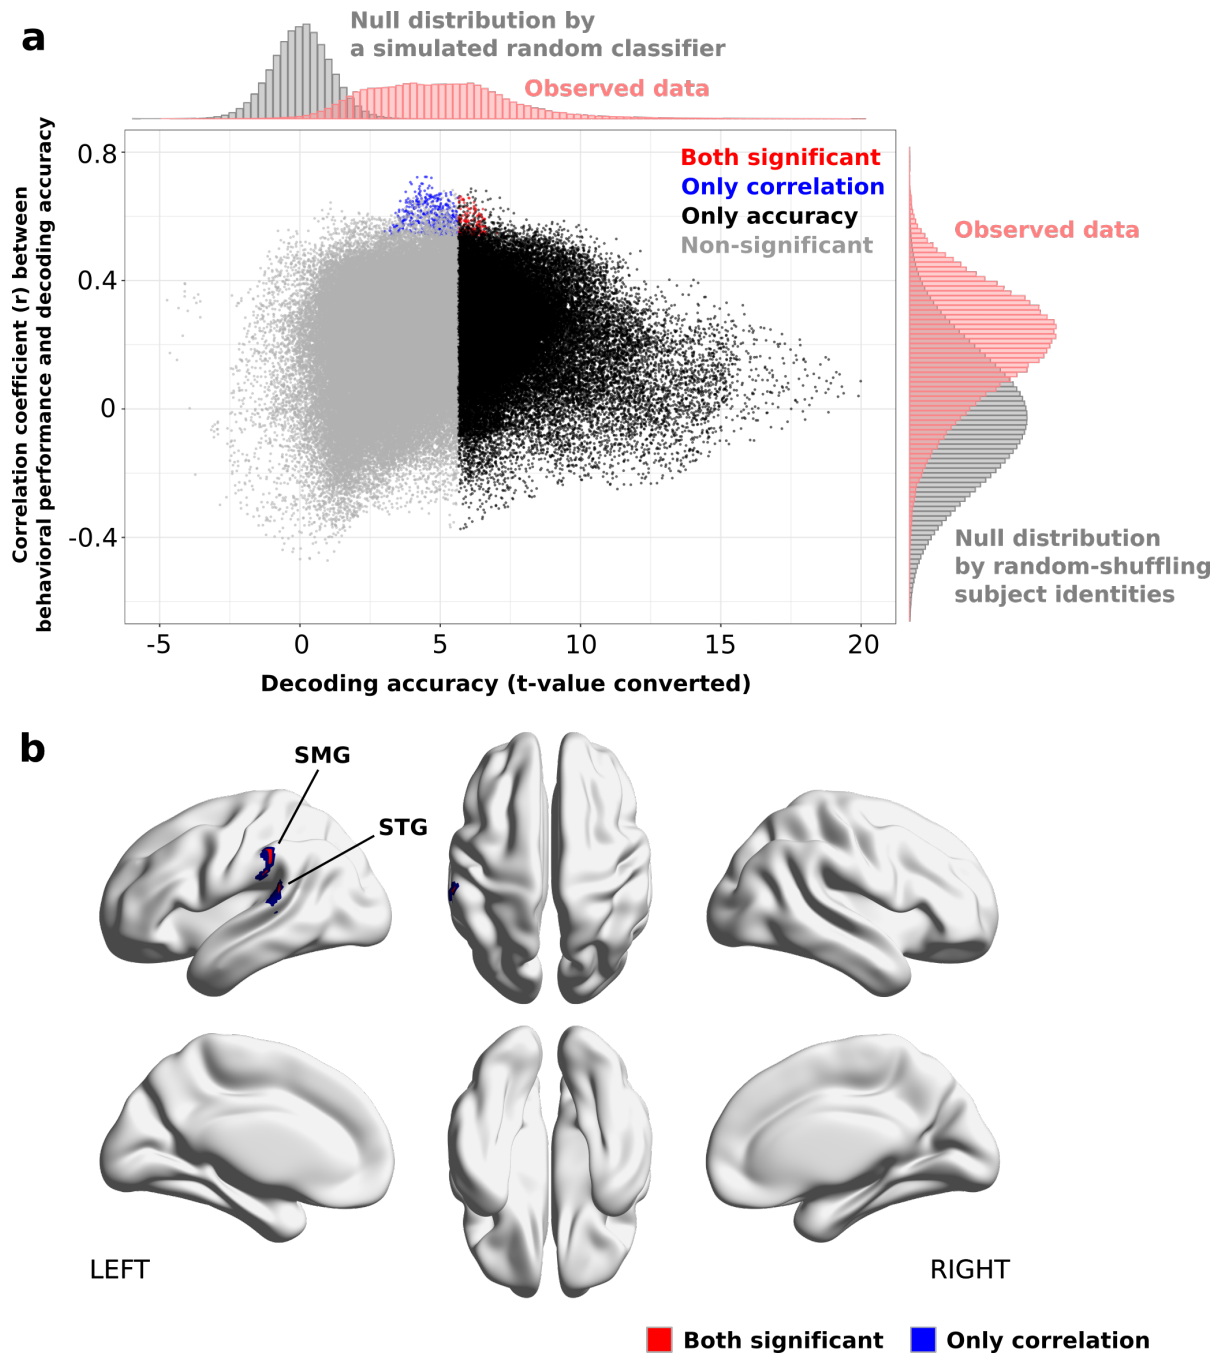 a
Null distribution by
a simulated random classifier
Observed data
Correlation coefficient (r) between
behavioral performance and decoding accuracy
0.8
0.4
0
-0.4
Both significant
Only correlation
Only accuracy
Non-significant
Observed data
Null distribution
by random-shuffling
subject identities
-5 0 5 10 15 20
Decoding accuracy (t-value converted)
b
SMG
STG
LEFT
RIGHT
Both significant
Only correlation